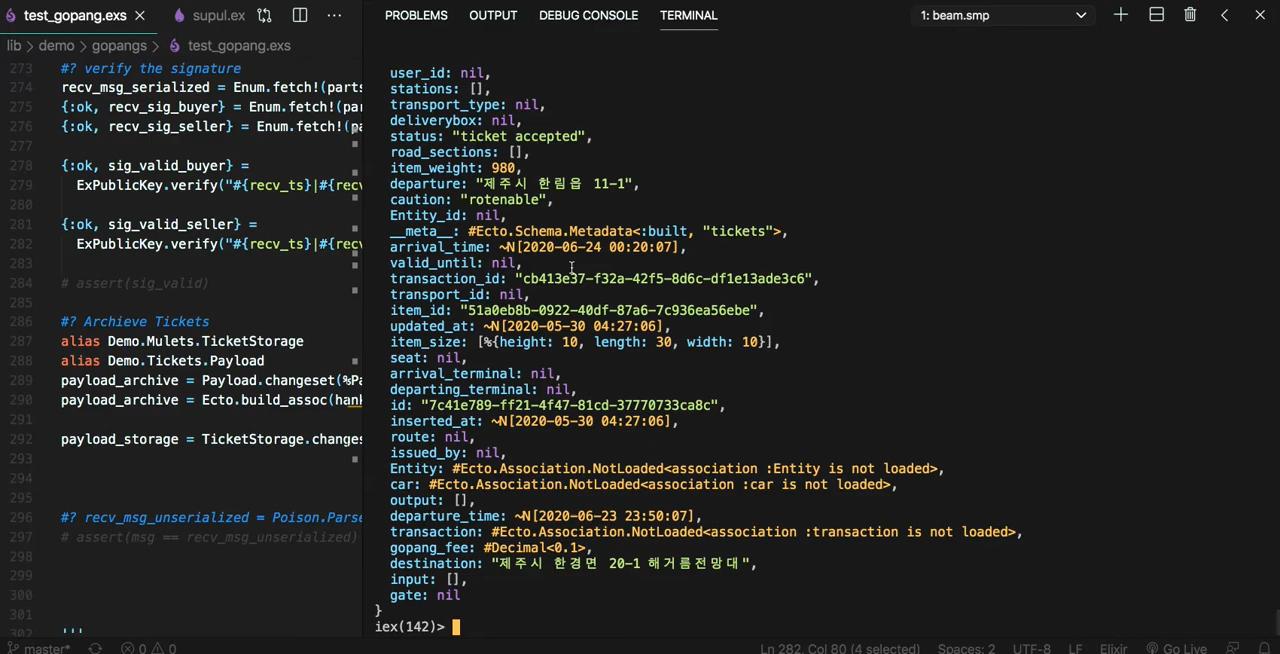 test_gopang.exs
supul.ex
PROBLEMS OUTPUT DEBUG CONSOLE TERMINAL
1: beam.smp
lib > demo > gopangs > test_gopang.exs
273 #? verify the signature
274 recv_msg_serialized = Enum.fetch!(parts
275 {:ok, recv_sig_buyer} = Enum.fetch!(pa
276 {:ok, recv_sig_seller} = Enum.fetch!(pa
277
278 {:ok, sig_valid_buyer} =
279 ExPublicKey.verify("#{recv_ts}|#{recv
280
281 {:ok, sig_valid_seller} =
282 ExPublicKey.verify("#{recv_ts}|#{recv
283
284 # assert(sig_valid)
285
286 #? Archieve Tickets
287 alias Demo.Mulets.TicketStorage
288 alias Demo.Tickets.Payload
289 payload_archive = Payload.changeset(%Pa
290 payload_archive = Ecto.build_assoc(hank
291
292 payload_storage = TicketStorage.changes
293
294
295
296 #? recv_msg_unserialized = Poison.Parse
297 # assert(msg == recv_msg_unserialized)
298
299
300
301
302 '''
user_id: nil,
stations: [],
transport_type: nil,
deliverybox: nil,
status: "ticket accepted",
road_sections: [],
item_weight: 980,
departure: "제주시 한림읍 11-1",
caution: "rotenable",
Entity_id: nil,
__meta__: #Ecto.Schema.Metadata<:built, "tickets">,
arrival_time: ~N[2020-06-24 00:20:07],
valid_until: nil,
transaction_id: "cb413e37-f32a-42f5-8d6c-df1e13ade3c6",
transport_id: nil,
item_id: "51a0eb8b-0922-40df-87a6-7c936ea56ebe",
updated_at: ~N[2020-05-30 04:27:06],
item_size: [%{height: 10, length: 30, width: 10}],
seat: nil,
arrival_terminal: nil,
departing_terminal: nil,
id: "7c41e789-ff21-4f47-81cd-37770733ca8c",
inserted_at: ~N[2020-05-30 04:27:06],
route: nil,
issued_by: nil,
Entity: #Ecto.Association.NotLoaded<association :Entity is not loaded>,
car: #Ecto.Association.NotLoaded<association :car is not loaded>,
output: [],
departure_time: ~N[2020-06-23 23:50:07],
transaction: #Ecto.Association.NotLoaded<association :transaction is not loaded>,
gopang_fee: #Decimal<0.1>,
destination: "제주시 한경면 20-1 해거름전망대",
input: [],
gate: nil
}
iex(142)>
master* 0 0 Ln 282, Col 80 (4 selected) Spaces: 2 UTF-8 LF Elixir Go Live